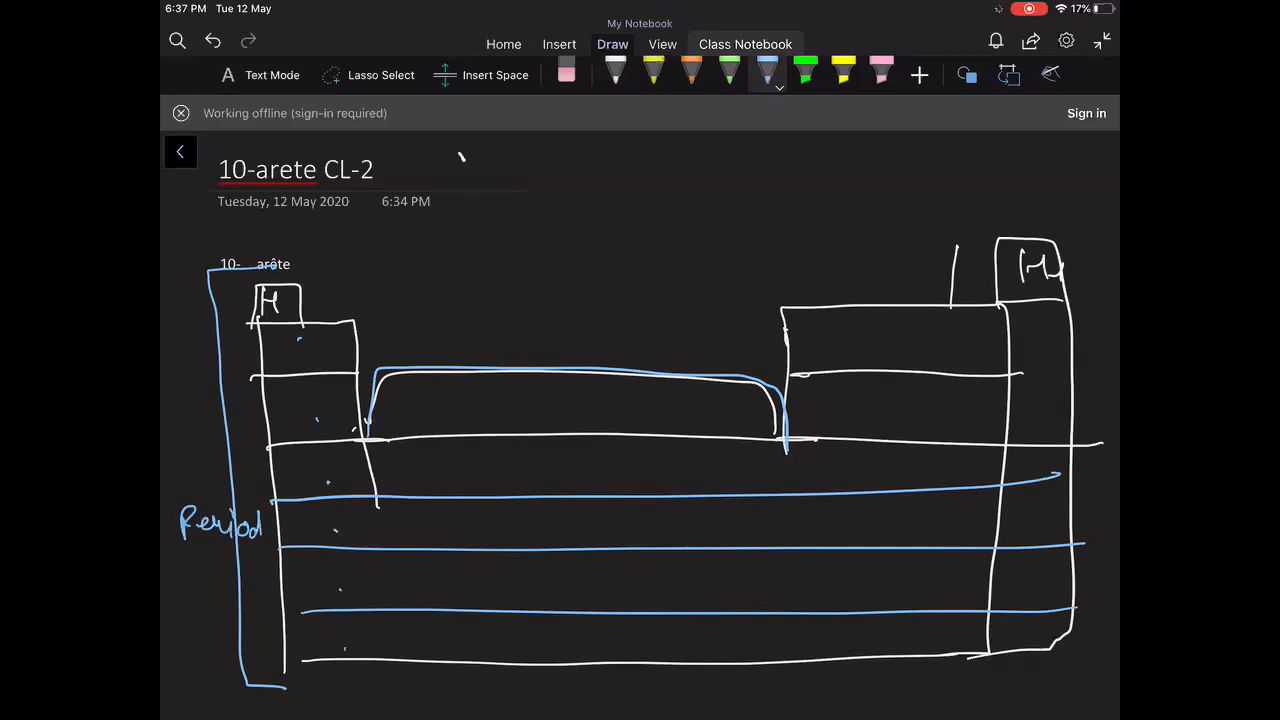 6:37 PM Tue 12 May
17%
My Notebook
Home Insert Draw View Class Notebook
A Text Mode Lasso Select Insert Space
Working offline (sign-in required) Sign in
10-arete CL-2
Tuesday, 12 May 2020 6:34 PM
10- arête
H
Period